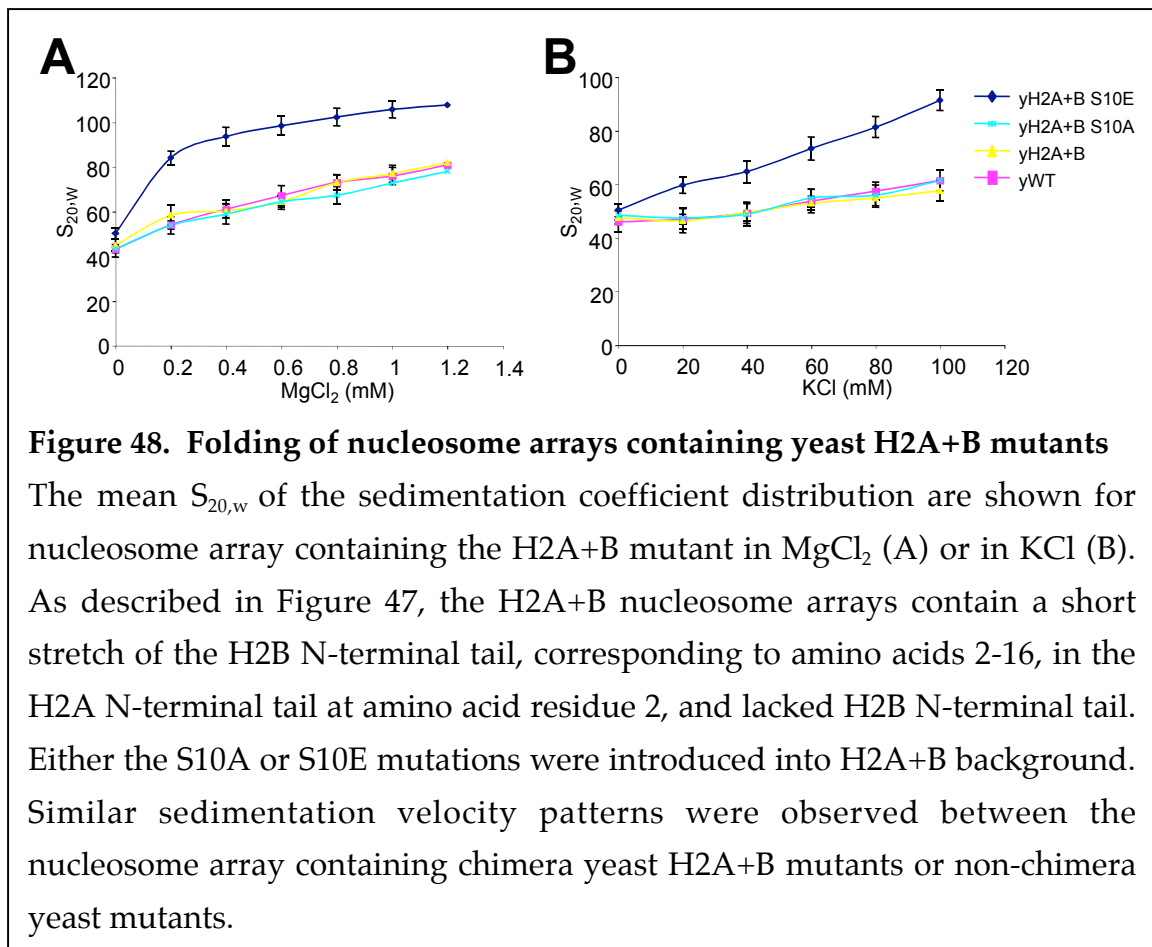 A
B
S20,w
120
100
80
60
40
20
0
0 0.2 0.4 0.6 0.8 1 1.2 1.4
MgCl2 (mM)
S20,w
100
80
60
40
20
0
0 20 40 60 80 100 120
KCl (mM)
yH2A+B S10E
yH2A+B S10A
yH2A+B
yWT
Figure 48. Folding of nucleosome arrays containing yeast H2A+B mutants
The mean S20,w of the sedimentation coefficient distribution are shown for
nucleosome array containing the H2A+B mutant in MgCl2 (A) or in KCl (B).
As described in Figure 47, the H2A+B nucleosome arrays contain a short
stretch of the H2B N-terminal tail, corresponding to amino acids 2-16, in the
H2A N-terminal tail at amino acid residue 2, and lacked H2B N-terminal tail.
Either the S10A or S10E mutations were introduced into H2A+B background.
Similar sedimentation velocity patterns were observed between the
nucleosome array containing chimera yeast H2A+B mutants or non-chimera
yeast mutants.